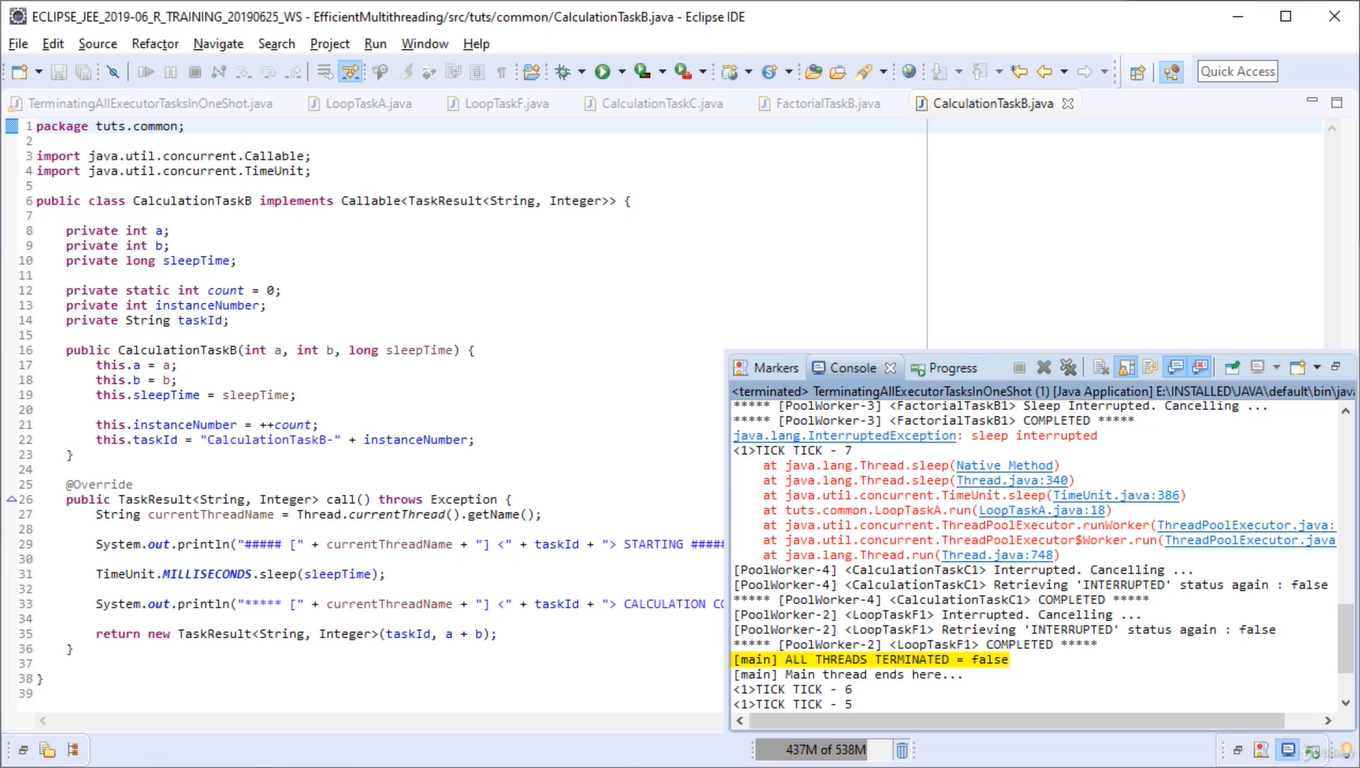 ECLIPSE_JEE_2019-06_R_TRAINING_20190625_WS - EfficientMultithreading/src/tuts/common/CalculationTaskB.java - Eclipse IDE
File Edit Source Refactor Navigate Search Project Run Window Help
Quick Access
TerminatingAllExecutorTasksInOneShot.java LoopTaskA.java LoopTaskF.java CalculationTaskC.java FactorialTaskB.java CalculationTaskB.java
1 package tuts.common;
2
3 import java.util.concurrent.Callable;
4 import java.util.concurrent.TimeUnit;
5
6 public class CalculationTaskB implements Callable<TaskResult<String, Integer>> {
7
8 private int a;
9 private int b;
10 private long sleepTime;
11
12 private static int count = 0;
13 private int instanceNumber;
14 private String taskId;
15
16 public CalculationTaskB(int a, int b, long sleepTime) {
17 this.a = a;
18 this.b = b;
19 this.sleepTime = sleepTime;
20
21 this.instanceNumber = ++count;
22 this.taskId = "CalculationTaskB-" + instanceNumber;
23 }
24
25 @Override
26 public TaskResult<String, Integer> call() throws Exception {
27 String currentThreadName = Thread.currentThread().getName();
28
29 System.out.println("##### [" + currentThreadName + "] <" + taskId + "> STARTING #####
30
31 TimeUnit.MILLISECONDS.sleep(sleepTime);
32
33 System.out.println("***** [" + currentThreadName + "] <" + taskId + "> CALCULATION CO
34
35 return new TaskResult<String, Integer>(taskId, a + b);
36 }
37
38 }
39
Markers Console Progress
<terminated> TerminatingAllExecutorTasksInOneShot (1) [Java Application] E:\INSTALLED\JAVA\default\bin\java
***** [PoolWorker-3] <FactorialTaskB1> Sleep Interrupted. Cancelling ...
***** [PoolWorker-3] <FactorialTaskB1> COMPLETED *****
java.lang.InterruptedException: sleep interrupted
<1>TICK TICK - 7
at java.lang.Thread.sleep(Native Method)
at java.lang.Thread.sleep(Thread.java:340)
at java.util.concurrent.TimeUnit.sleep(TimeUnit.java:386)
at tuts.common.LoopTaskA.run(LoopTaskA.java:18)
at java.util.concurrent.ThreadPoolExecutor.runWorker(ThreadPoolExecutor.java:
at java.util.concurrent.ThreadPoolExecutor$Worker.run(ThreadPoolExecutor.java
at java.lang.Thread.run(Thread.java:748)
[PoolWorker-4] <CalculationTaskC1> Interrupted. Cancelling ...
[PoolWorker-4] <CalculationTaskC1> Retrieving 'INTERRUPTED' status again : false
***** [PoolWorker-4] <CalculationTaskC1> COMPLETED *****
[PoolWorker-2] <LoopTaskF1> Interrupted. Cancelling ...
[PoolWorker-2] <LoopTaskF1> Retrieving 'INTERRUPTED' status again : false
***** [PoolWorker-2] <LoopTaskF1> COMPLETED *****
[main] ALL THREADS TERMINATED = false
[main] Main thread ends here...
<1>TICK TICK - 6
<1>TICK TICK - 5
437M of 538M